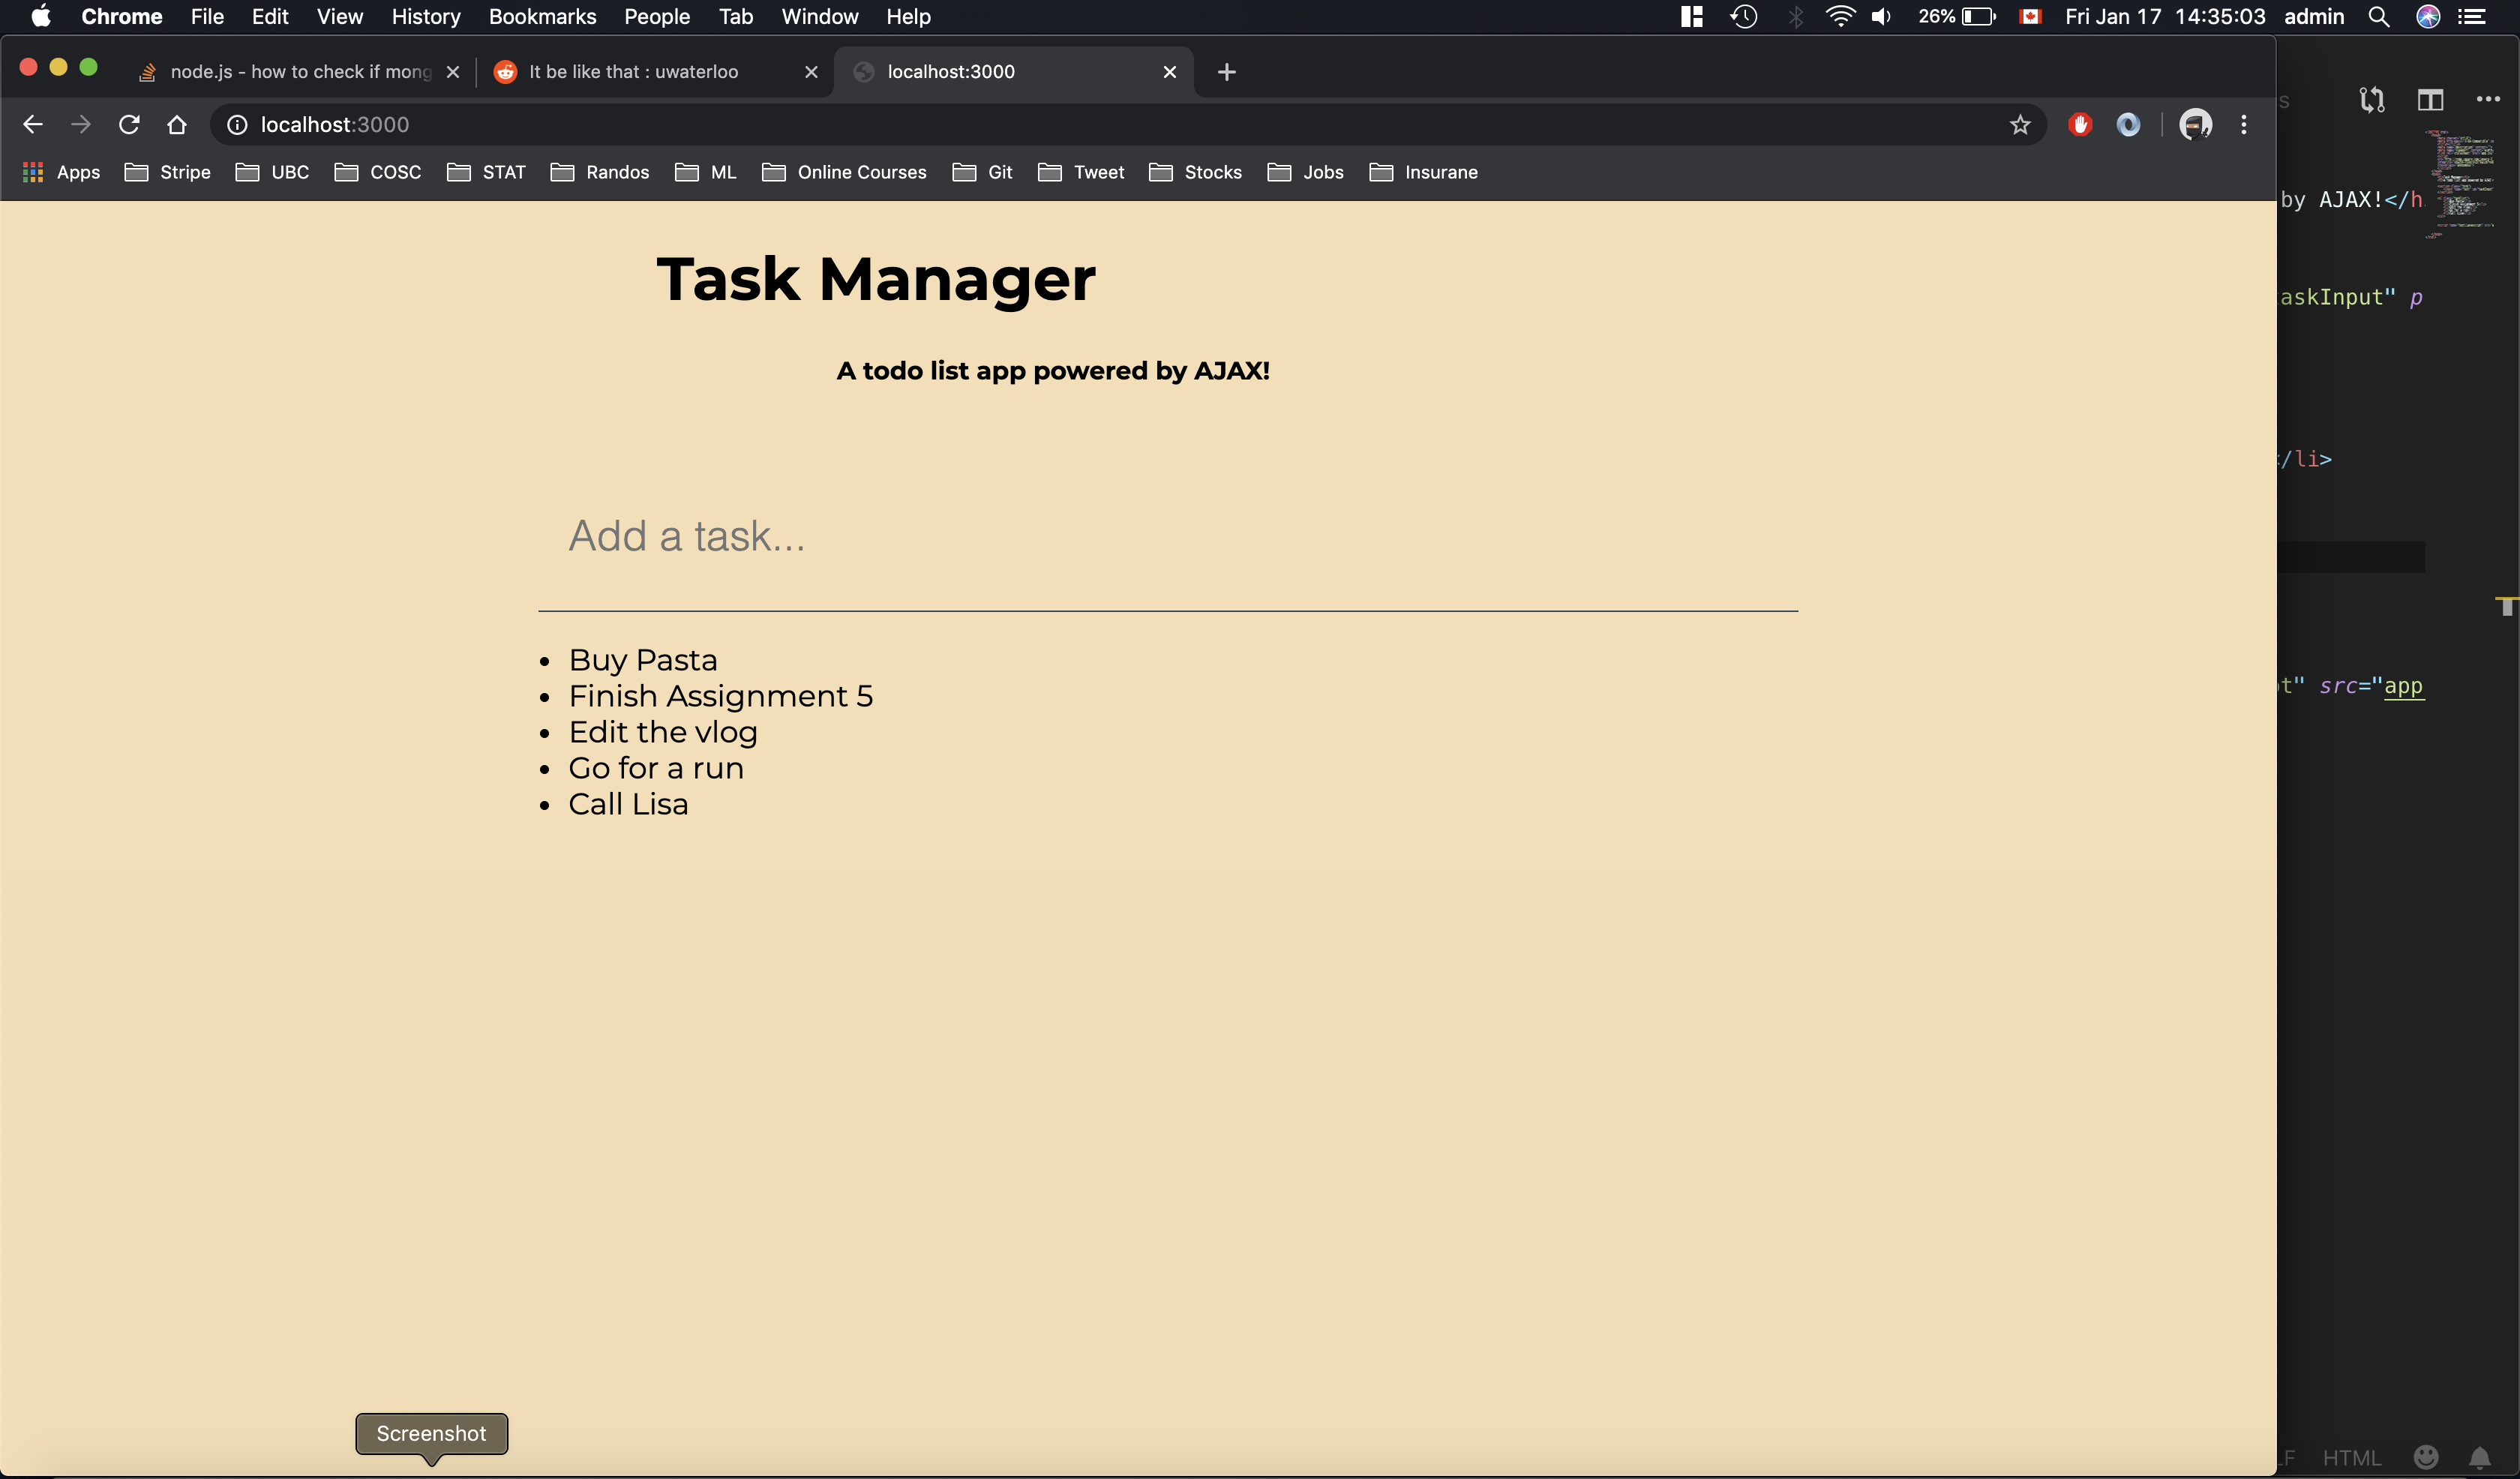 Chrome File Edit View History Bookmarks People Tab Window Help 26% Fri Jan 17 14:35:03 admin
node.js - how to check if mong It be like that : uwaterloo localhost:3000
localhost:3000
Apps Stripe UBC COSC STAT Randos ML Online Courses Git Tweet Stocks Jobs Insurane
by AJAX!</h
Task Manager
askInput" p
A todo list app powered by AJAX!
/li>
Add a task...
Buy Pasta
t" src="app
Finish Assignment 5
Edit the vlog
Go for a run
Call Lisa
Screenshot
HTML